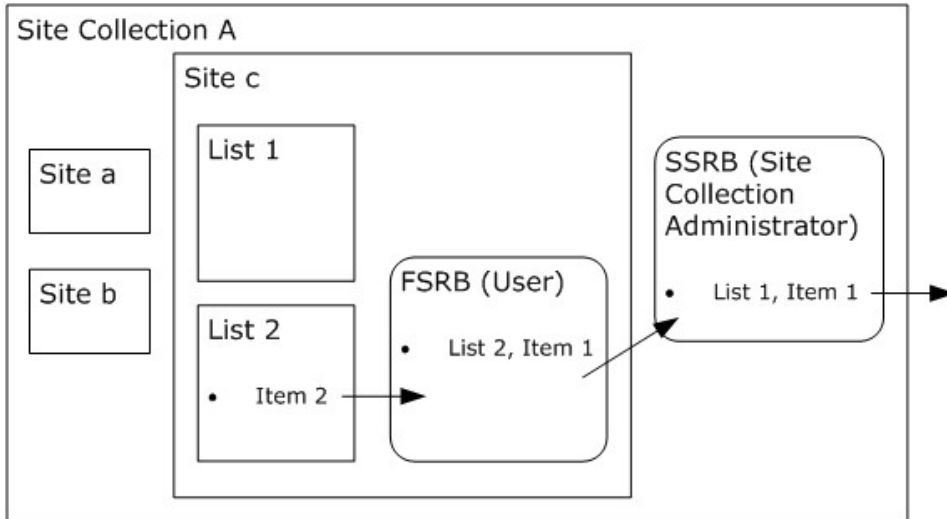 Site Collection A
Site c
Site a
Site b
List 1
List 2
• Item 2
FSRB (User)
• List 2, Item 1
SSRB (Site
Collection
Administrator)
• List 1, Item 1